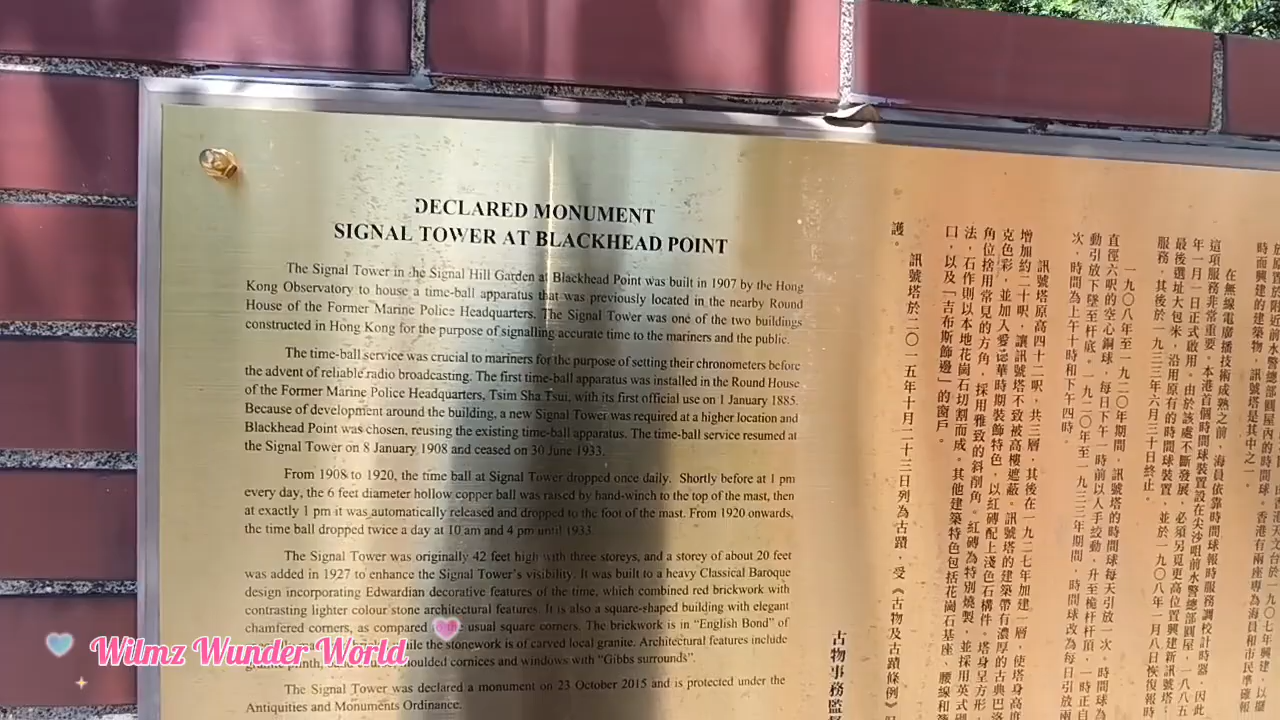 DECLARED MONUMENT
SIGNAL TOWER AT BLACKHEAD POINT
The Signal Tower in the Signal Hill Garden at Blackhead Point was built in 1907 by the Hong
Kong Observatory to house a time-ball apparatus that was previously located in the nearby Round
House of the Former Marine Police Headquarters. The Signal Tower was one of the two buildings
constructed in Hong Kong for the purpose of signalling accurate time to the mariners and the public.
The time-ball service was crucial to mariners for the purpose of setting their chronometers before
the advent of reliable radio broadcasting. The first time-ball apparatus was installed in the Round House
of the Former Marine Police Headquarters, Tsim Sha Tsui, with its first official use on 1 January 1885.
Because of development around the building, a new Signal Tower was required at a higher location and
Blackhead Point was chosen, reusing the existing time-ball apparatus. The time-ball service resumed at
the Signal Tower on 8 January 1908 and ceased on 30 June 1933.
From 1908 to 1920, the time ball at Signal Tower dropped once daily. Shortly before at 1 pm
every day, the 6 feet diameter hollow copper ball was raised by hand-winch to the top of the mast, then
at exactly 1 pm it was automatically released and dropped to the foot of the mast. From 1920 onwards,
the time ball dropped twice a day at 10 am and 4 pm until 1933.
The Signal Tower was originally 42 feet high with three storeys, and a storey of about 20 feet
was added in 1927 to enhance the Signal Tower's visibility. It was built to a heavy Classical Baroque
design incorporating Edwardian decorative features of the time, which combined red brickwork with
contrasting lighter colour stone architectural features. It is also a square-shaped building with elegant
chamfered corners, as compared to the usual square corners. The brickwork is in "English Bond" of
while the stonework is of carved local granite. Architectural features include
granite plinth, moulded cornices and windows with "Gibbs surrounds".
The Signal Tower was declared a monument on 23 October 2015 and is protected under the
Antiquities and Monuments Ordinance.
時而興建的建築物，訊號塔是其中之一。
在無線電廣播技術成熟之前，海員依靠時間球報時服務調校計時器，因此
這項服務非常重要。本港首個時間球裝置設在尖沙咀前水警總部圓屋，一八八五
年一月一日正式啟用。由於該處不斷發展，必須另覓更高位置興建新訊號塔，
最後選址大包米，沿用原有的時間球裝置，並於一九〇八年一月八日恢復報時
服務，其後於一九三三年六月三十日終止。
一九〇八年至一九二〇年期間，訊號塔的時間球每天引放一次。時間球為
直徑六呎的空心銅球，每日下午一時前以人手絞動，升至桅杆杆頂，一時正自
動引放下墜至杆底。一九二〇年至一九三三年期間，時間球改為每日引放兩
次，時間為上午十時和下午四時。
訊號塔原高四十二呎，共三層，其後在一九二七年加建一層，使塔身高度
增加約二十呎，讓訊號塔不致被高樓遮蔽。訊號塔的建築帶有濃厚的古典巴洛
克色彩，並加入愛德華時期裝飾特色，以紅磚配上淺色石構件。塔身呈方形，
角位捨用常見的方角，採用雅致的斜削角。紅磚為特別燒製，並採用英式砌
法，石作則以本地花崗石切割而成。其他建築特色包括花崗石基座、腰線和
口，以及「吉布斯飾邊」的窗戶。
訊號塔於二〇一五年十月二十三日列為古蹟，受《古物及古蹟條例》
護。
古物事務監督
Wilmz Wunder World